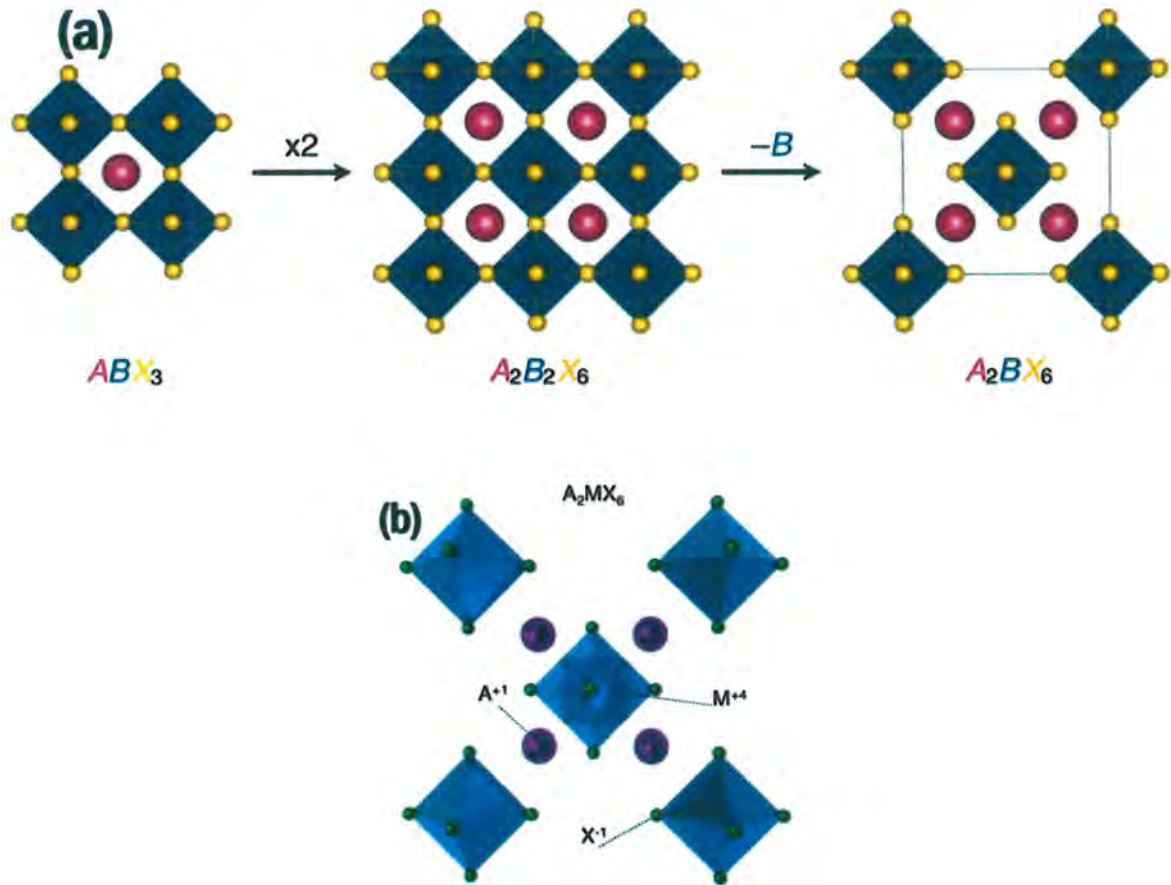 (a)
x2
–B
ABX₃
A₂B₂X₆
A₂BX₆
(b)
A₂MX₆
A⁺¹
M⁺⁴
X⁻¹